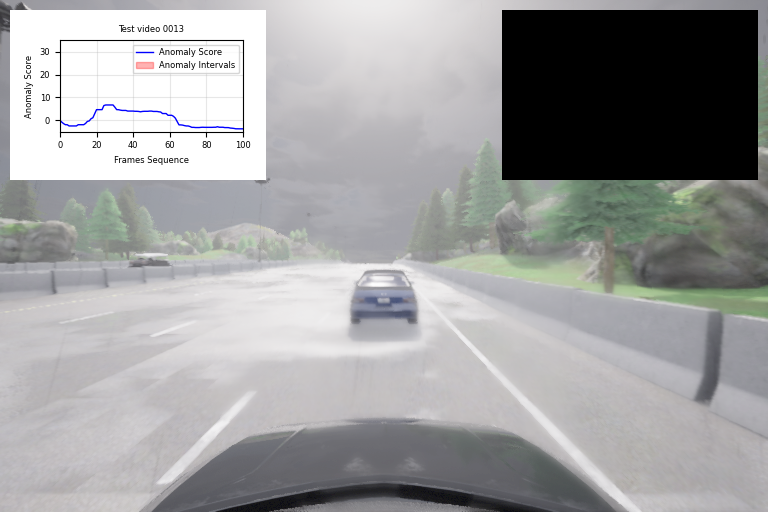 Test video 0013
Anomaly Score
Anomaly Intervals
Anomaly Score
30
20
10
0
0 20 40 60 80 100
Frames Sequence